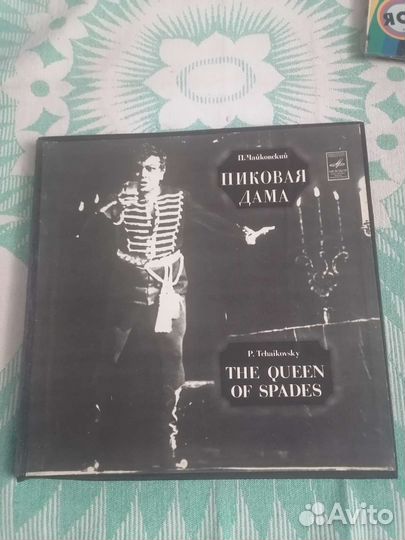 П. Чайковский
ПИКОВАЯ
ДАМА
P. Tchaikovsky
THE QUEEN
OF SPADES
Avito